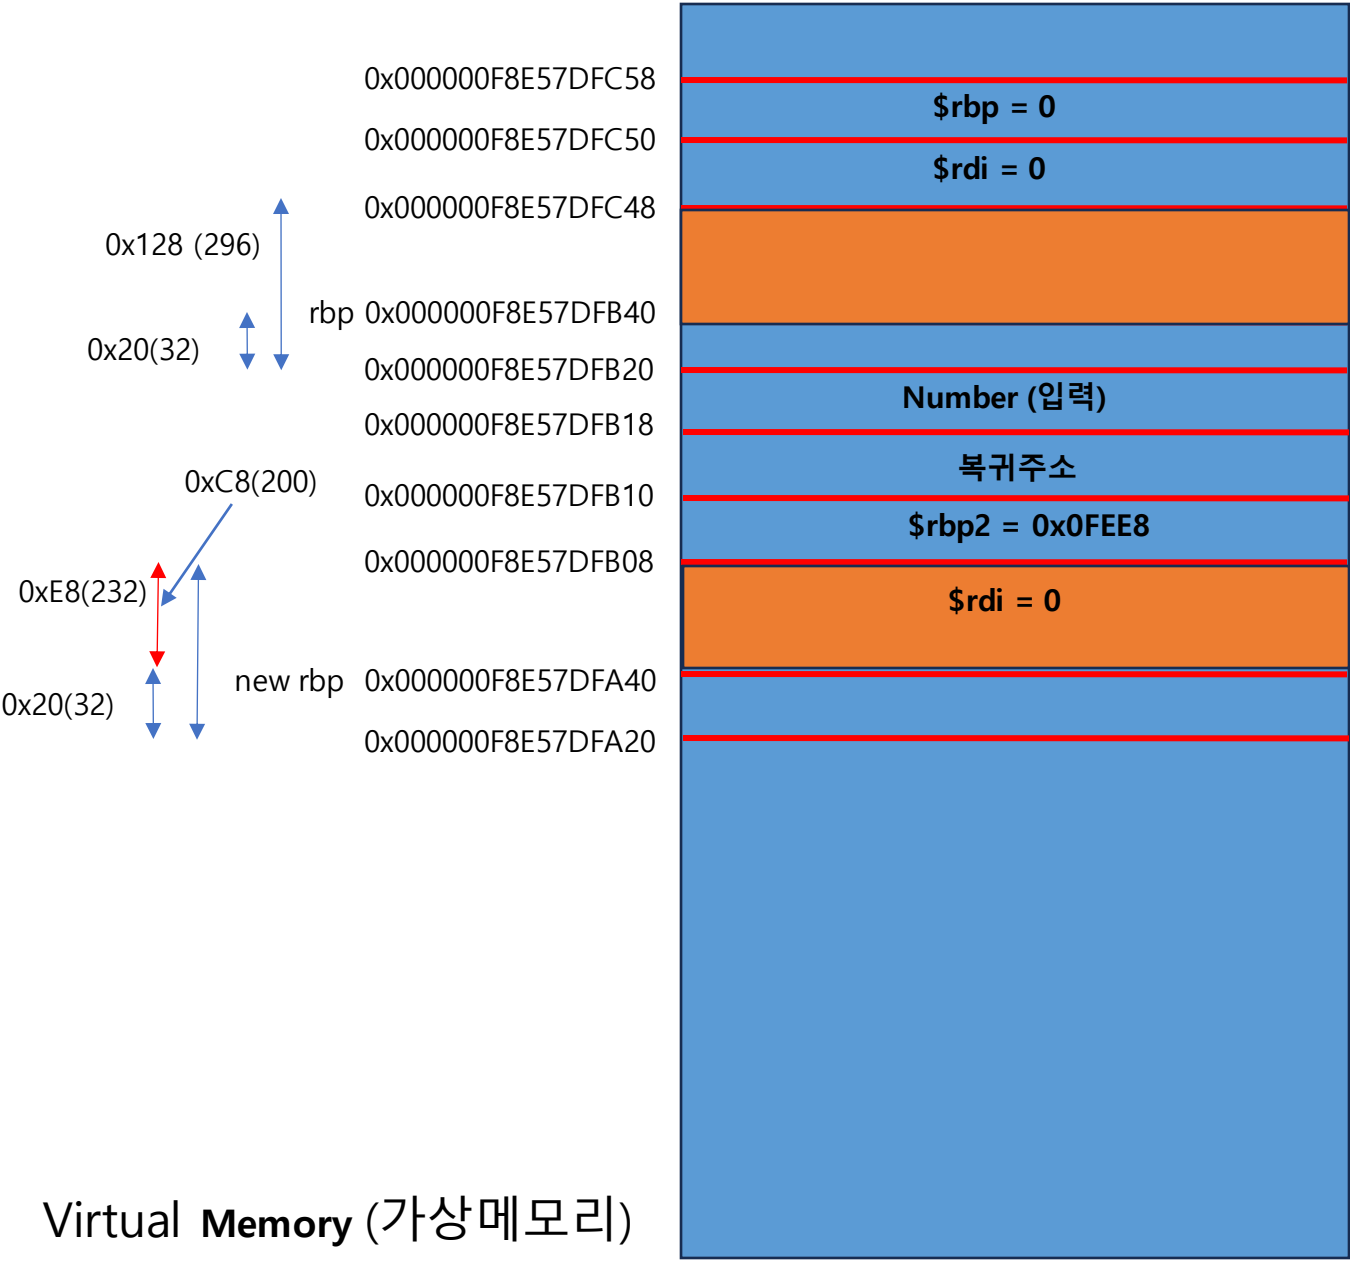 0x000000F8E57DFC58
$rbp = 0
0x000000F8E57DFC50
$rdi = 0
0x000000F8E57DFC48
0x128 (296)
rbp 0x000000F8E57DFB40
0x20(32)
0x000000F8E57DFB20
Number (입력)
0x000000F8E57DFB18
복귀주소
0xC8(200)
0x000000F8E57DFB10
$rbp2 = 0x0FEE8
0x000000F8E57DFB08
0xE8(232)
$rdi = 0
new rbp 0x000000F8E57DFA40
0x20(32)
0x000000F8E57DFA20
Virtual Memory (가상메모리)